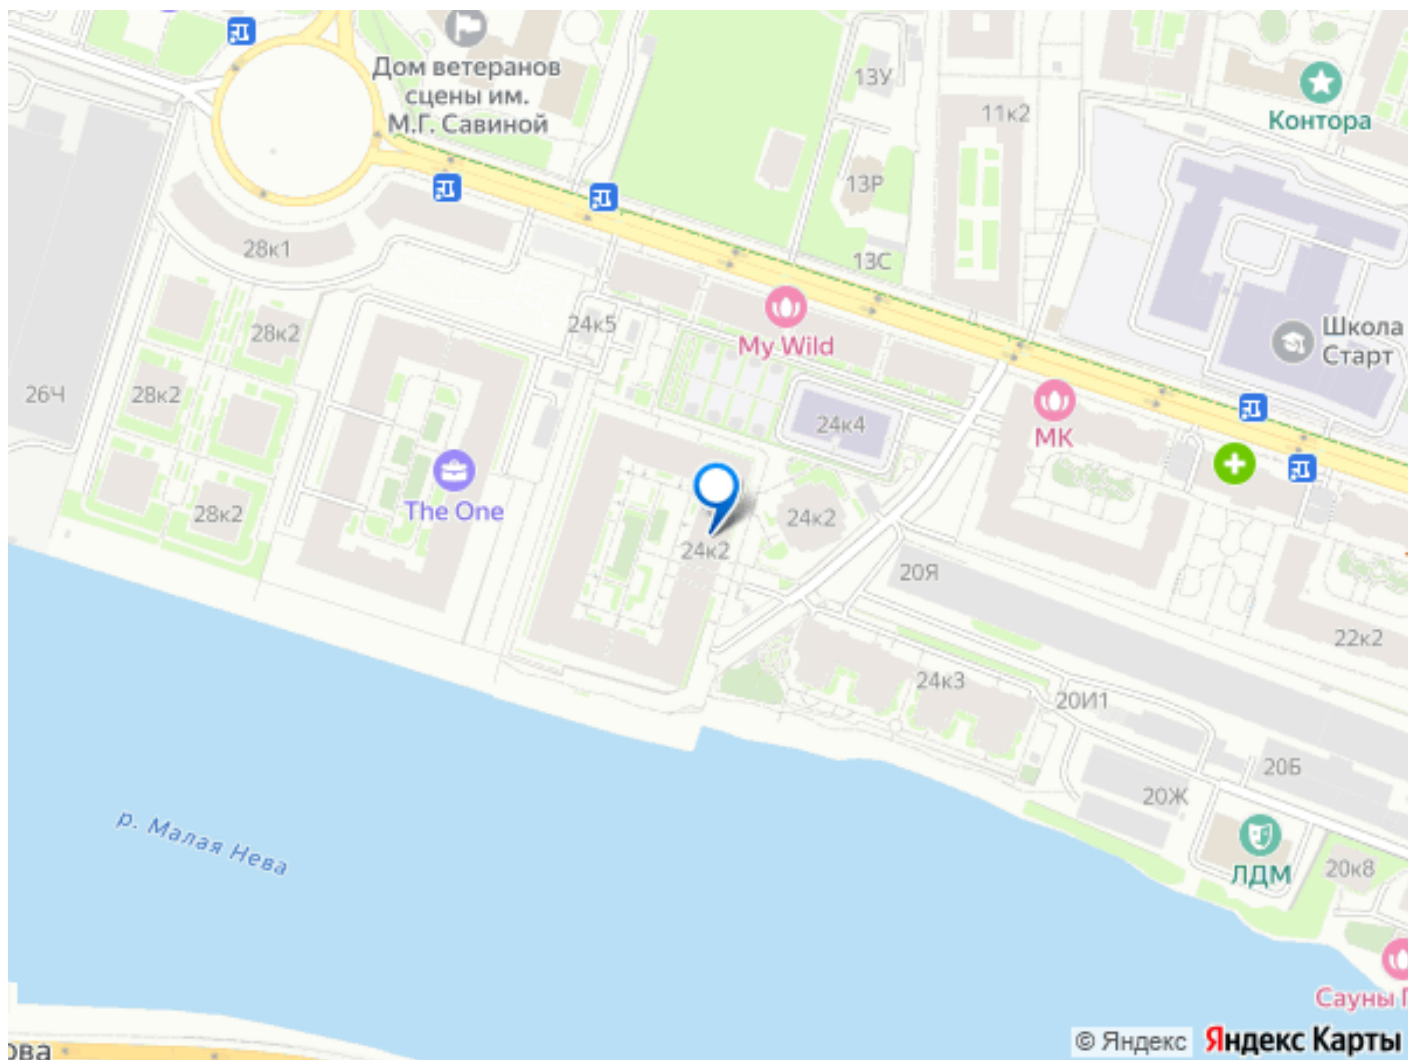 Дом ветеранов
сцены им.
М.Г. Савиной
13У
11к2
Контора
13Р
28к1
13С
24к5
My Wild
Школа
Старт
28к2
26Ч
28к2
24к4
МК
The One
28к2
24к2
24к2
20Я
22к2
24к3
20И1
20Б
20Ж
р. Малая Нева
ЛДМ
20к8
Сауны
ова
© Яндекс
Яндекс Карты